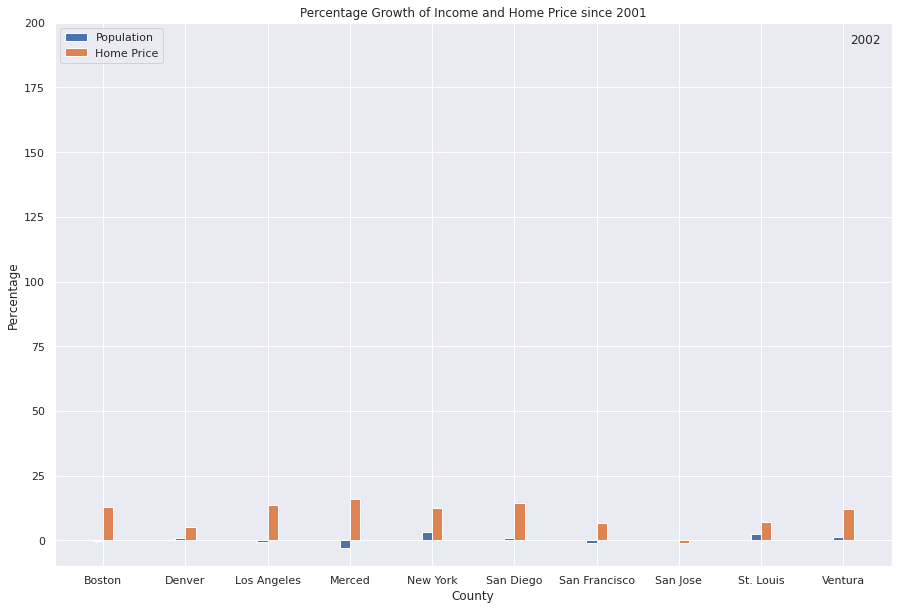 Percentage Growth of Income and Home Price since 2001
Population
Home Price
2002
Percentage
200
175
150
125
100
75
50
25
0
Boston Denver Los Angeles Merced New York San Diego San Francisco San Jose St. Louis Ventura
County